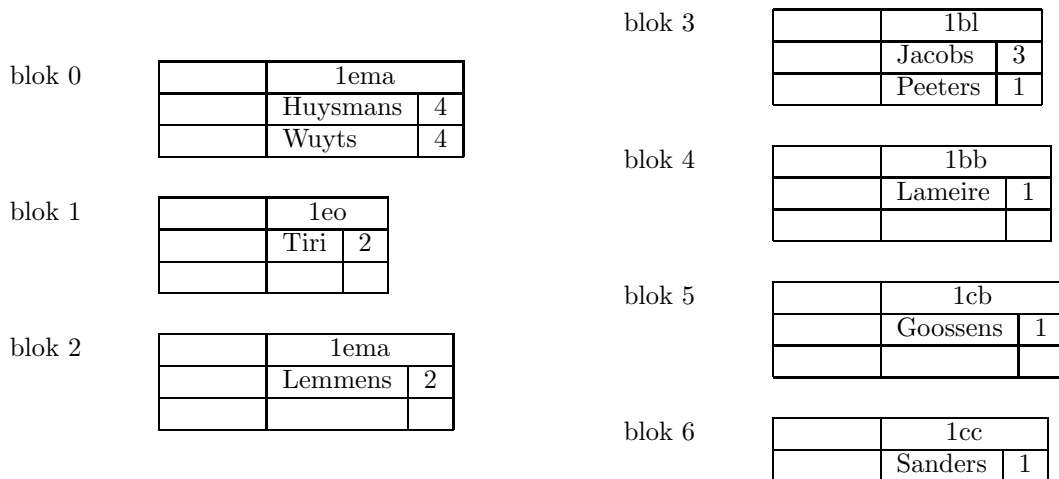 blok 0
1ema
Huysmans 4
Wuyts 4
blok 1
1eo
Tiri 2
blok 2
1ema
Lemmens 2
blok 3
1bl
Jacobs 3
Peeters 1
blok 4
1bb
Lameire 1
blok 5
1cb
Goossens 1
blok 6
1cc
Sanders 1